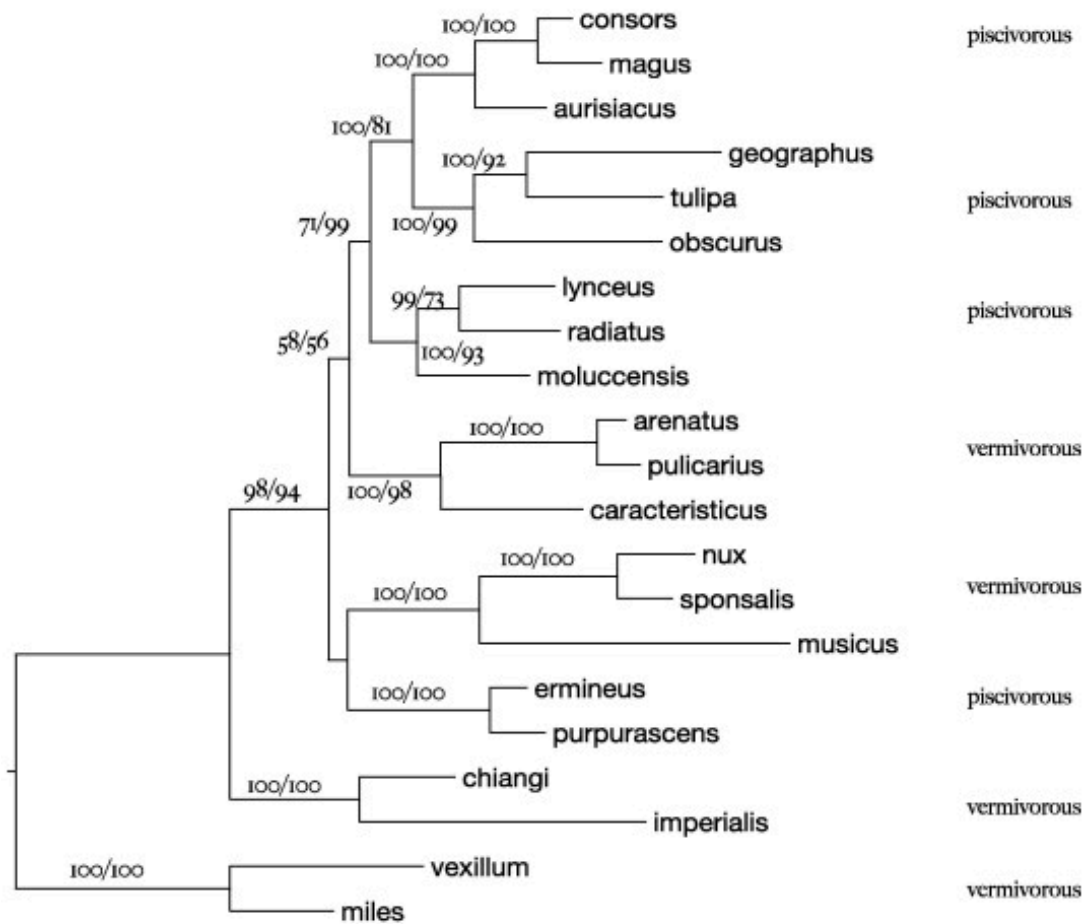 consors
100/100
piscivorous
100/100
magus
aurisiacus
100/81
geographus
100/92
tulipa
piscivorous
71/99
100/99
obscurus
lynceus
99/73
piscivorous
radiatus
58/56
100/93
moluccensis
arenatus
100/100
vermivorous
pulicarius
98/94
100/98
caracteristicus
nux
100/100
vermivorous
100/100
sponsalis
musicus
ermineus
100/100
piscivorous
purpurascens
chiangi
100/100
vermivorous
imperialis
vexillum
100/100
vermivorous
miles